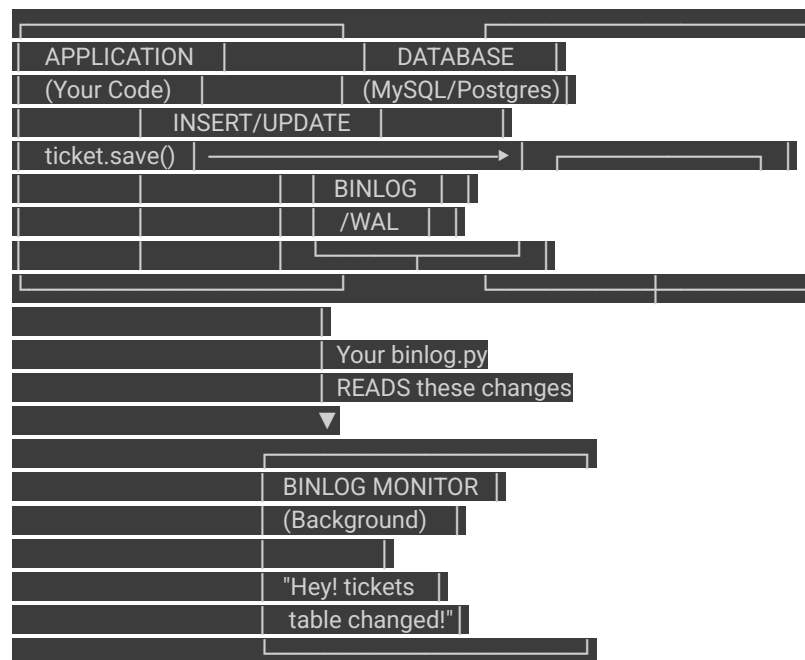 APPLICATION DATABASE
(Your Code) (MySQL/Postgres)
INSERT/UPDATE
ticket.save()
BINLOG
/WAL
Your binlog.py
READS these changes
BINLOG MONITOR
(Background)
"Hey! tickets
table changed!"